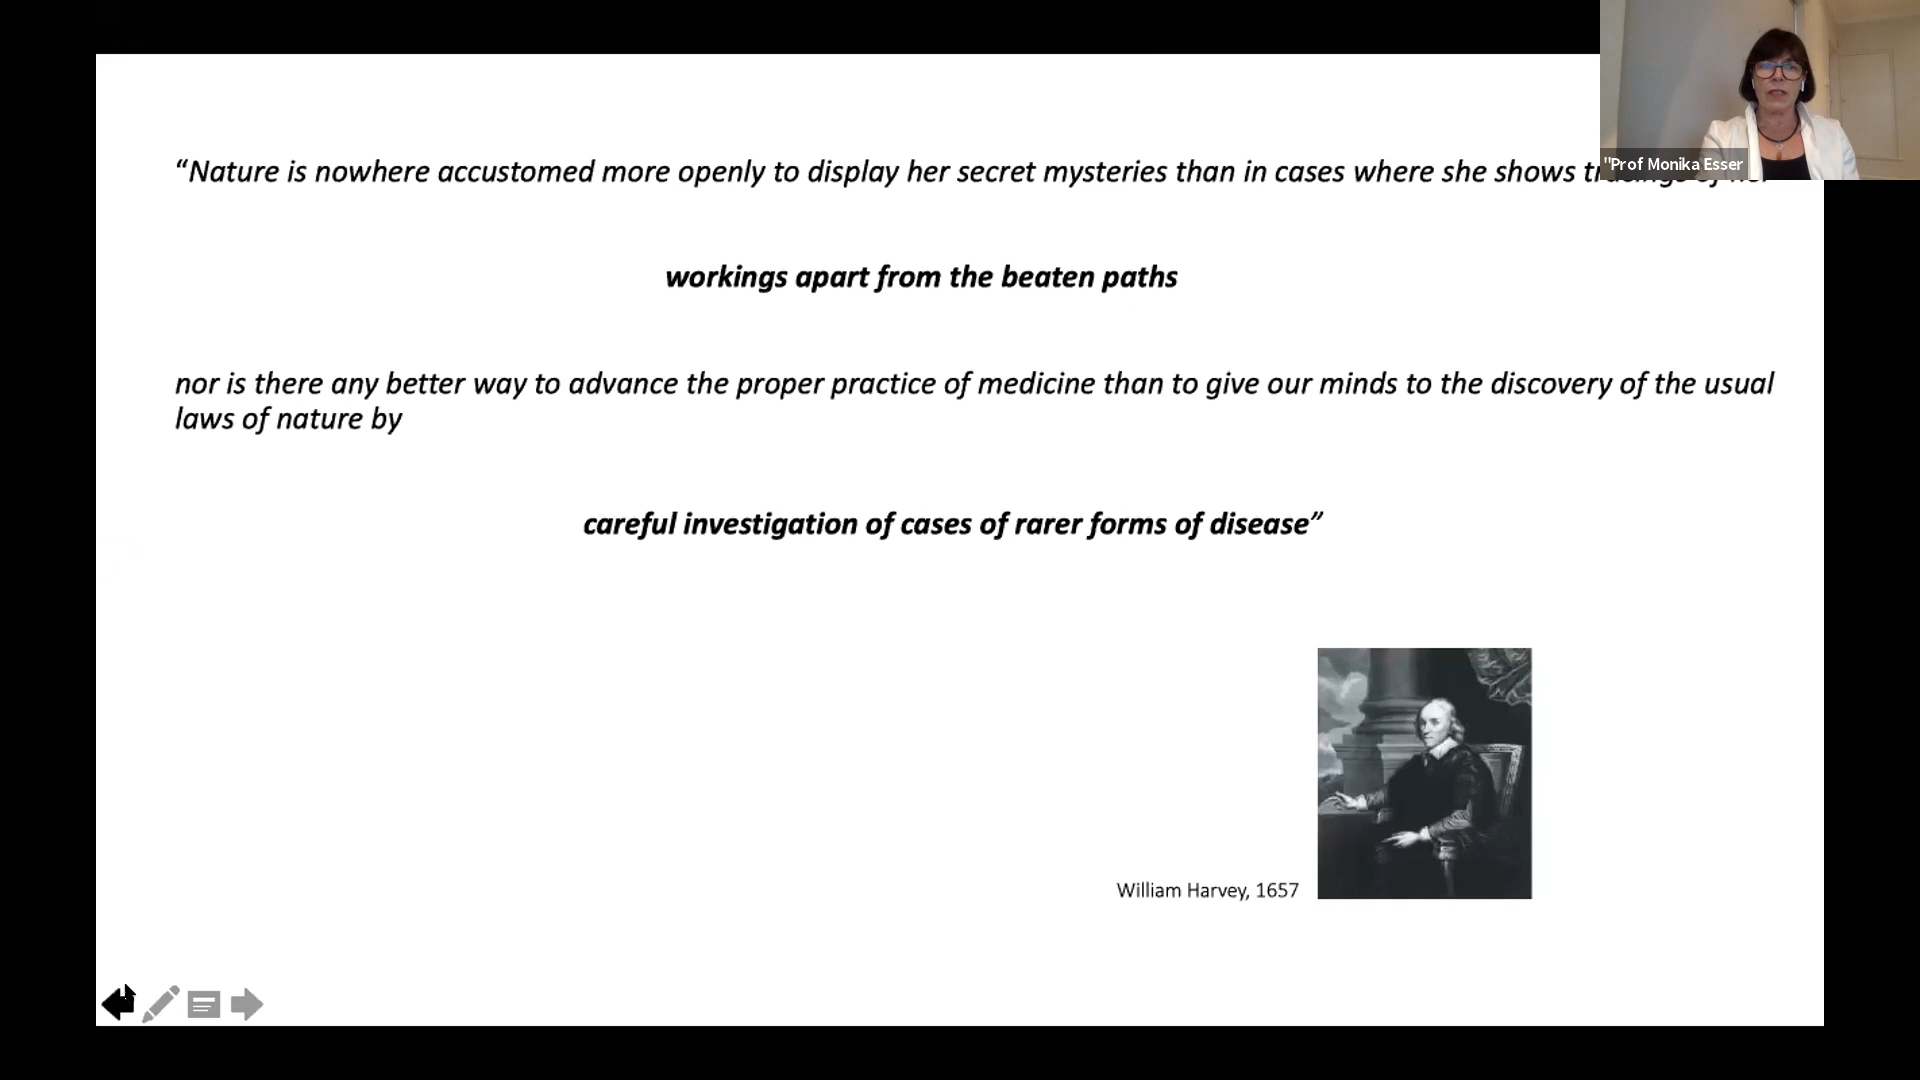 “Nature is nowhere accustomed more openly to display her secret mysteries than in cases where she shows
"Prof Monika Esser
workings apart from the beaten paths
nor is there any better way to advance the proper practice of medicine than to give our minds to the discovery of the usual
laws of nature by
careful investigation of cases of rarer forms of disease”
William Harvey, 1657